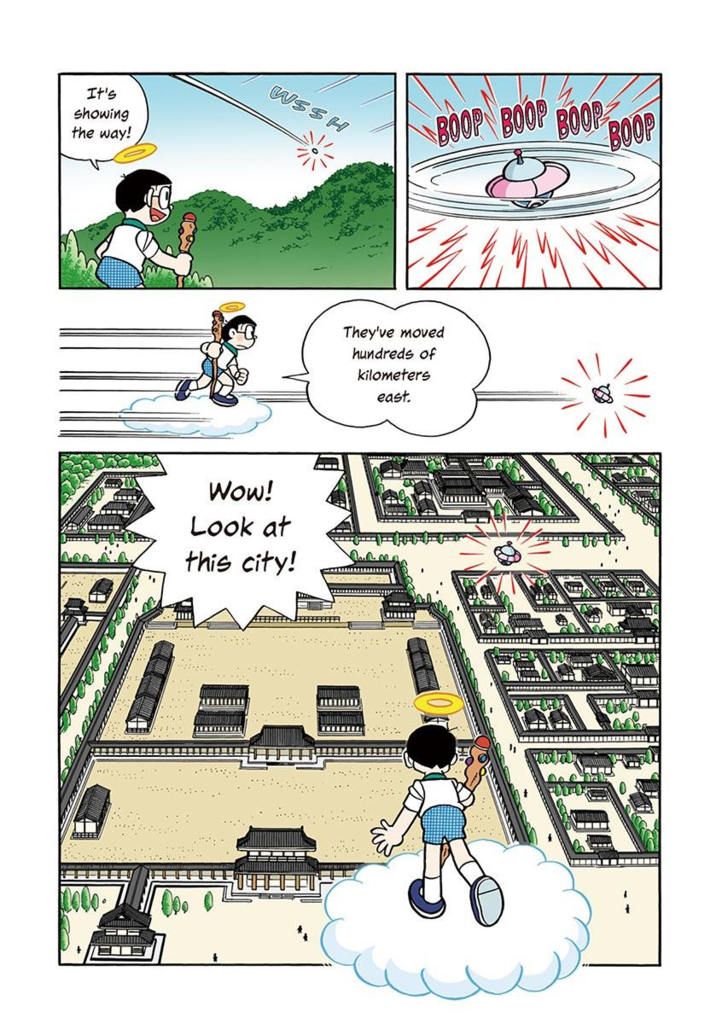 It's
showing
the way!
WSSH
BOOP BOOP BOOP BOOP
They've moved
hundreds of
kilometers
east.
Wow!
Look at
this city!